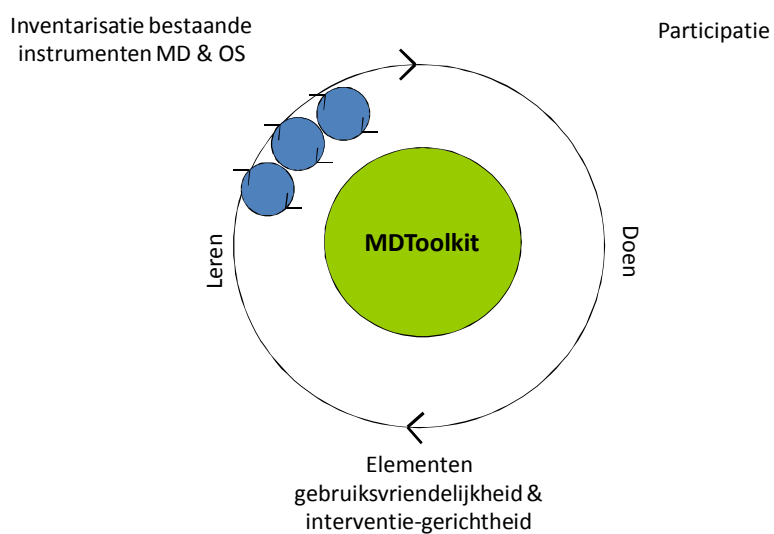 Inventarisatie bestaande
instrumenten MD & OS
Participatie
MDToolkit
Leren
Doen
Elementen
gebruiksvriendelijkheid &
interventie-gerichtheid